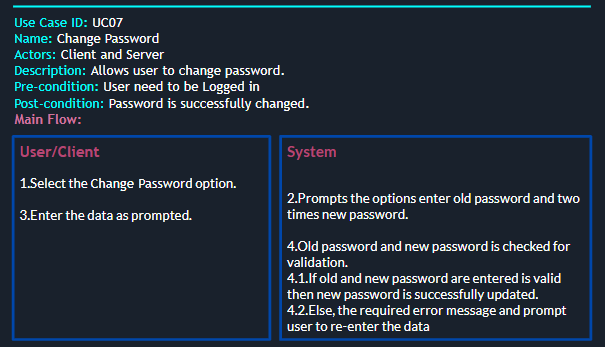 Use Case ID: UC07
Name: Change Password
Actors: Client and Server
Description: Allows user to change password.
Pre-condition: User need to be Logged in
Post-condition: Password is successfully changed.
Main Flow:
User/Client
1.Select the Change Password option.
3.Enter the data as prompted.
System
2.Prompts the options enter old password and two
times new password.
4.Old password and new password is checked for
validation.
4.1.If old and new password are entered is valid
then new password is successfully updated.
4.2.Else, the required error message and prompt
user to re-enter the data